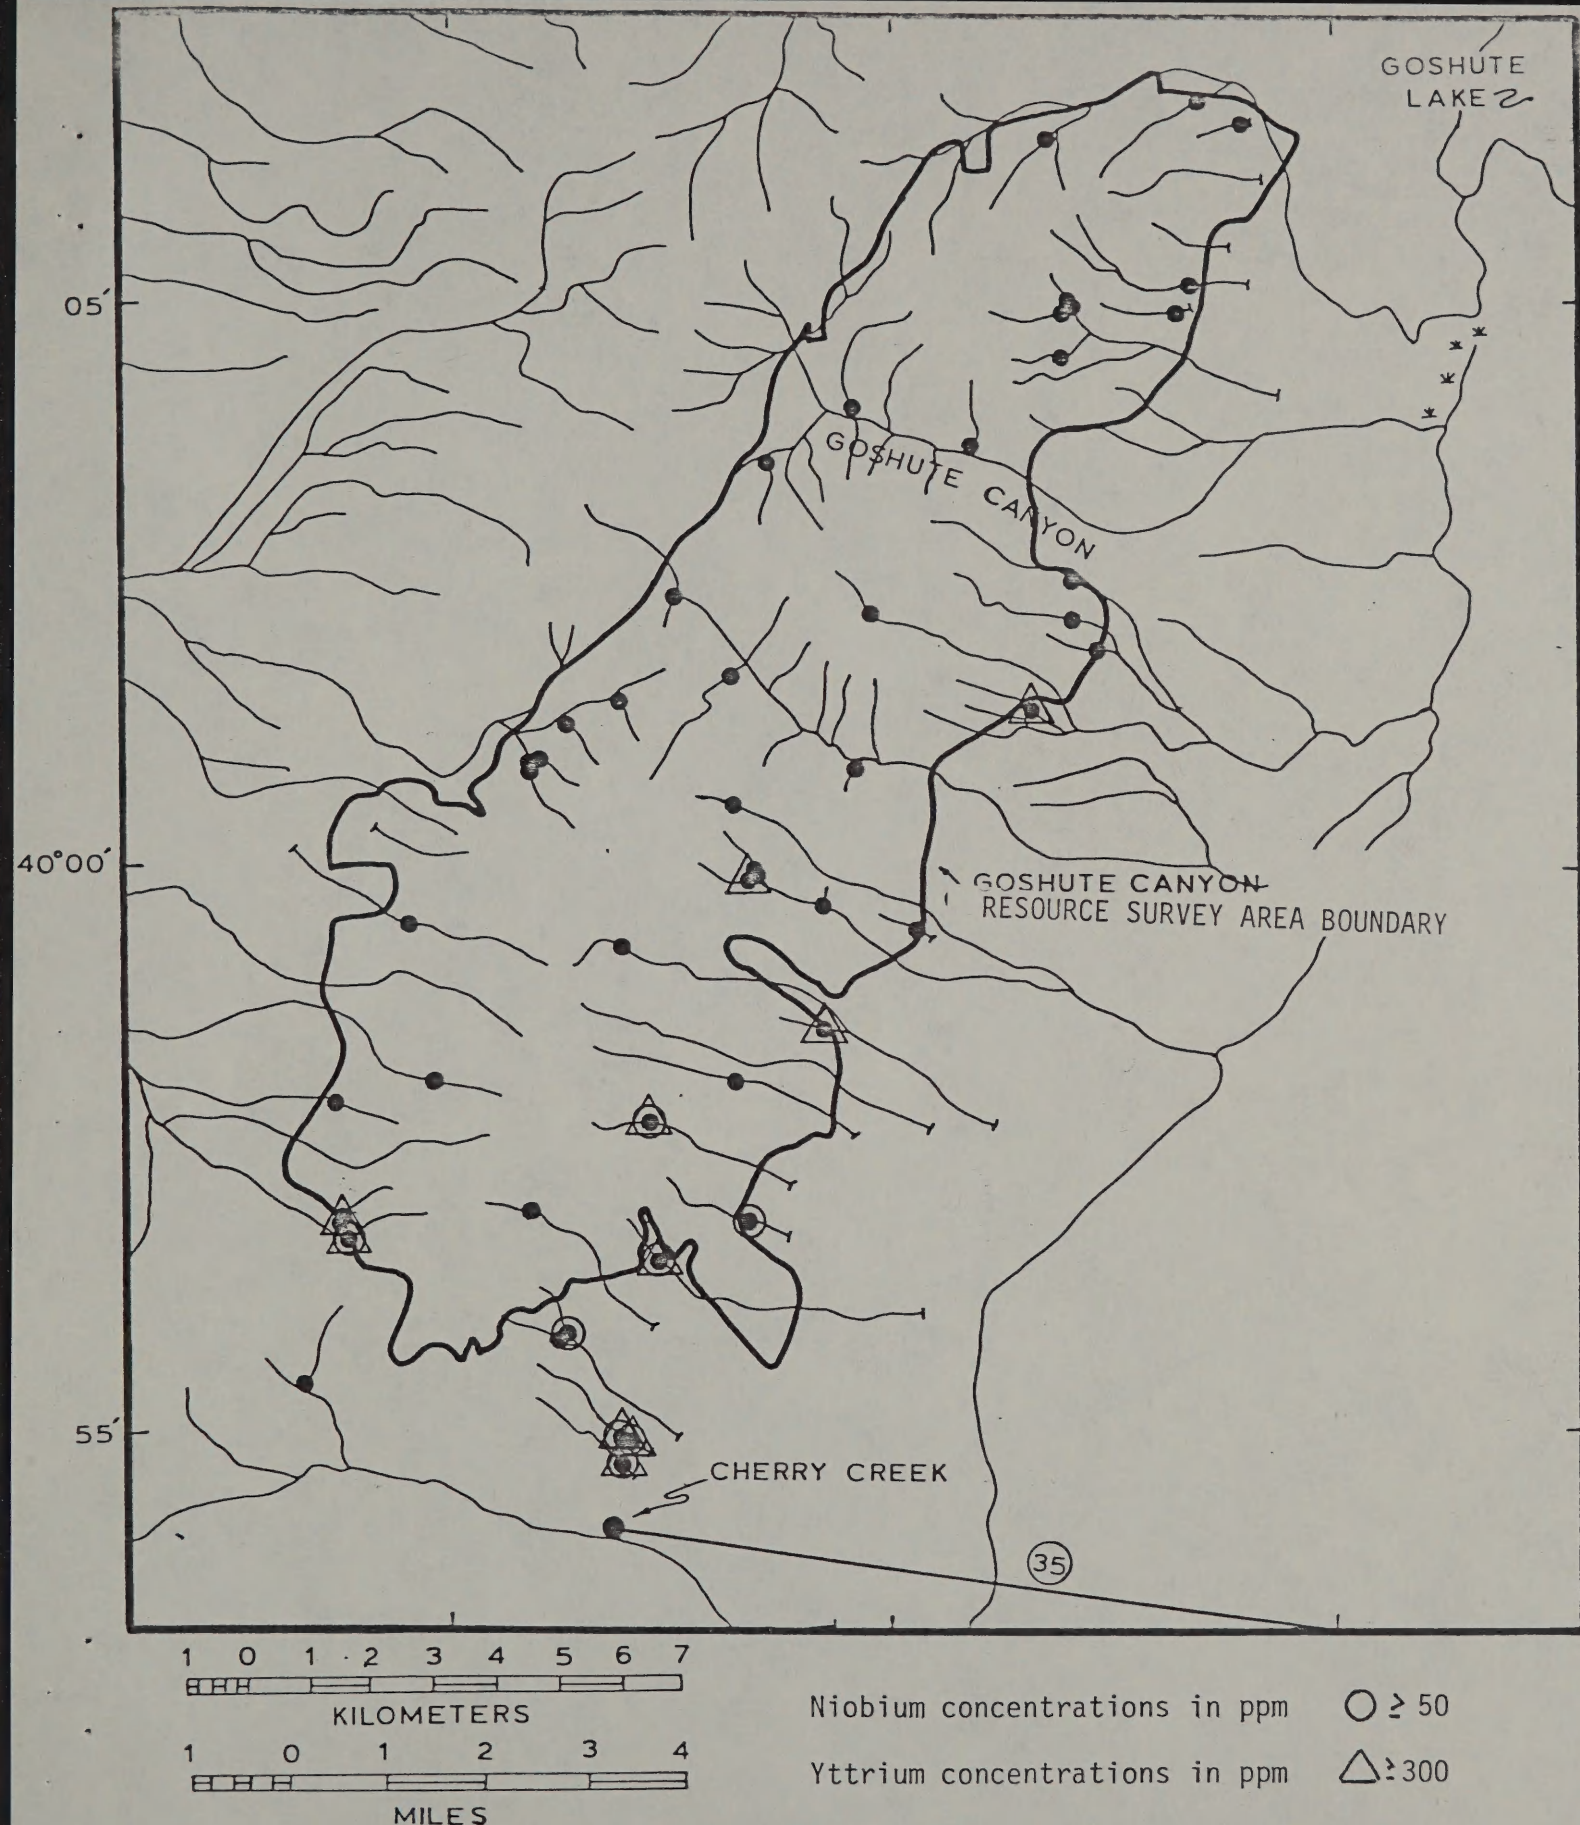 GOSHUTE
LAKE
05′
GOSHUTE CANYON
40°00′
GOSHUTE CANYON
RESOURCE SURVEY AREA BOUNDARY
55′
CHERRY CREEK
35
1 0 1 2 3 4 5 6 7
KILOMETERS
1 0 1 2 3 4
MILES
Niobium concentrations in ppm ○ ≥ 50
Yttrium concentrations in ppm △ ≥ 300